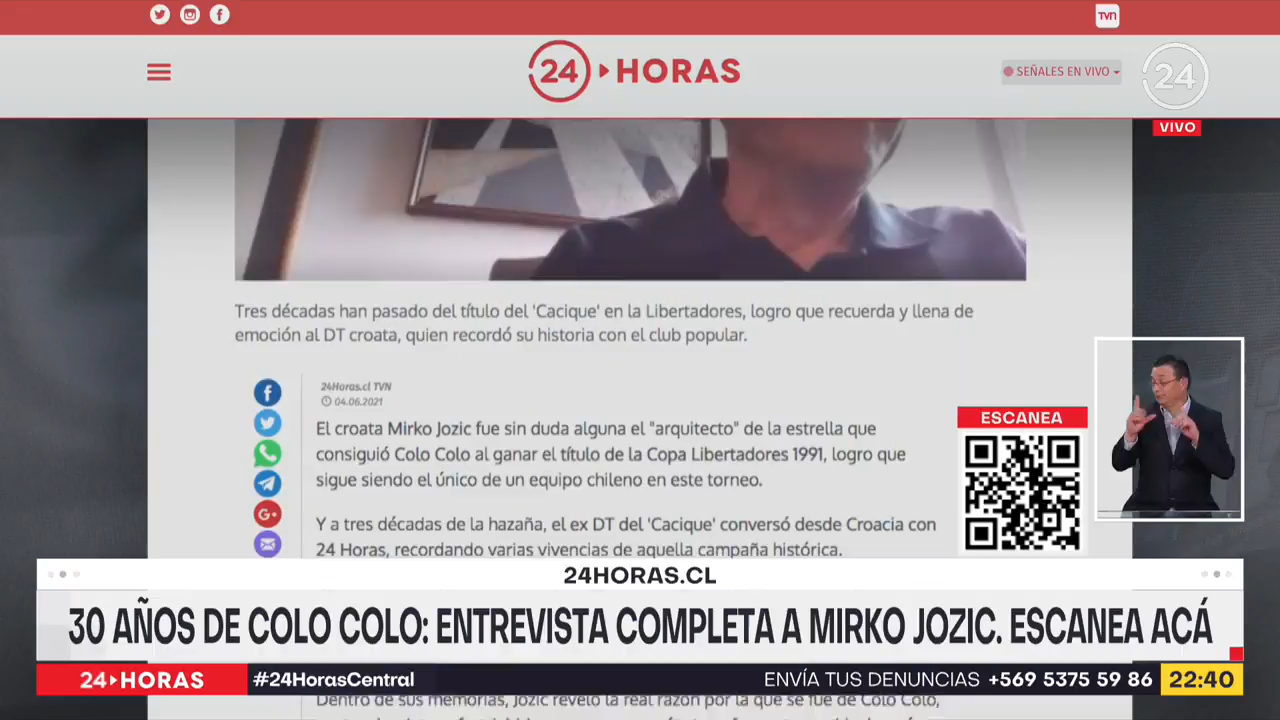 TVN
24 HORAS
SEÑALES EN VIVO
24
VIVO
Tres décadas han pasado del título del 'Cacique' en la Libertadores, logro que recuerda y llena de
emoción al DT croata, quien recordó su historia con el club popular.
24Horas.cl TVN
04.06.2021
El croata Mirko Jozic fue sin duda alguna el "arquitecto" de la estrella que
consiguió Colo Colo al ganar el título de la Copa Libertadores 1991, logro que
sigue siendo el único de un equipo chileno en este torneo.
Y a tres décadas de la hazaña, el ex DT del 'Cacique' conversó desde Croacia con
24 Horas, recordando varias vivencias de aquella campaña histórica.
ESCANEA
24HORAS.CL
30 AÑOS DE COLO COLO: ENTREVISTA COMPLETA A MIRKO JOZIC. ESCANEA ACÁ
24 HORAS
#24HorasCentral
ENVÍA TUS DENUNCIAS +569 5375 59 86
22:40
Dentro de sus memorias, Jozic reveló la real razón por la que se fue de Colo Colo,